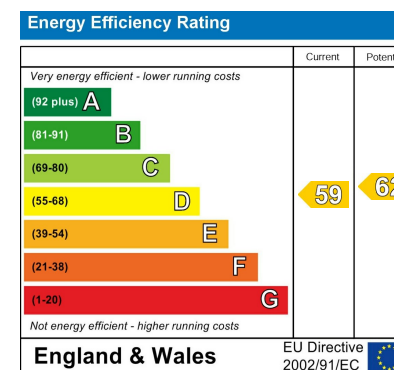 Energy Efficiency Rating
Current
Very energy efficient - lower running costs
(92 plus) A
(81-91) B
(69-80) C
(55-68) D
59
(39-54) E
(21-38) F
(1-20) G
Not energy efficient - higher running costs
England & Wales
EU Directive
2002/91/EC